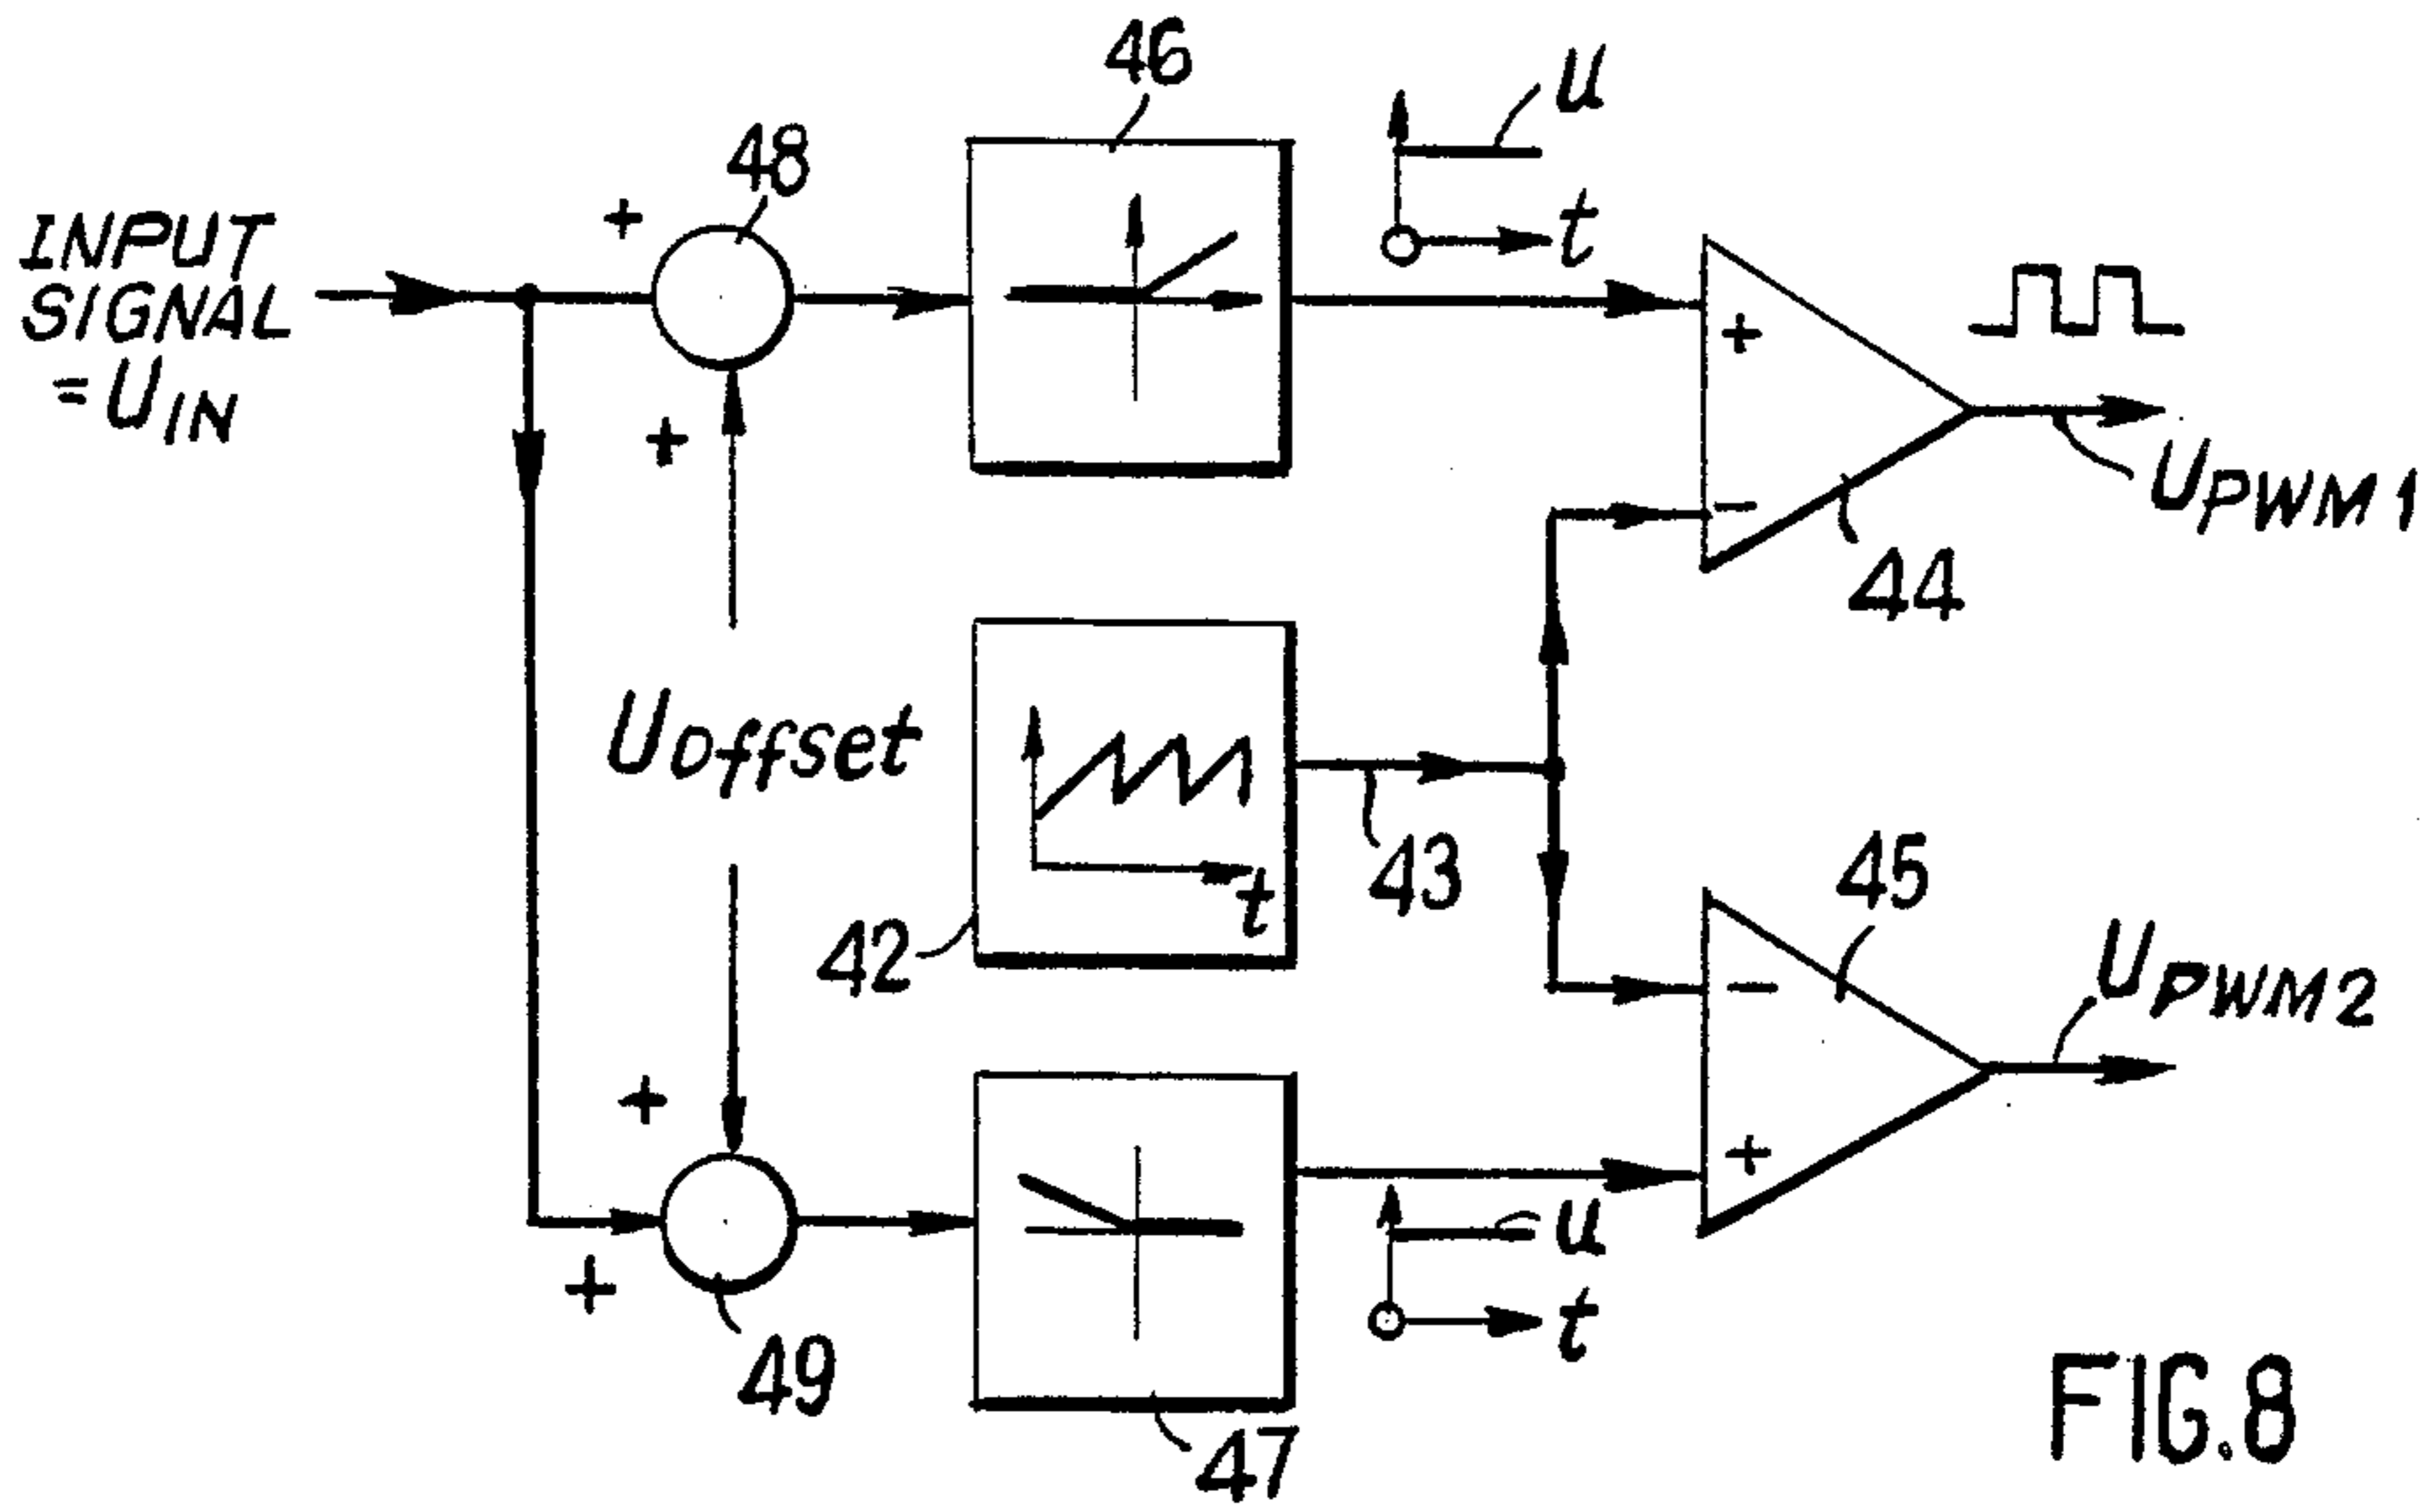 46
U
48
+
t
INPUT
SIGNAL
= UIN
+
+
UPWM1
-
44
Uoffset
43
45
t
42
UPWM2
-
+
+
u
+
t
49
47
FIG.8